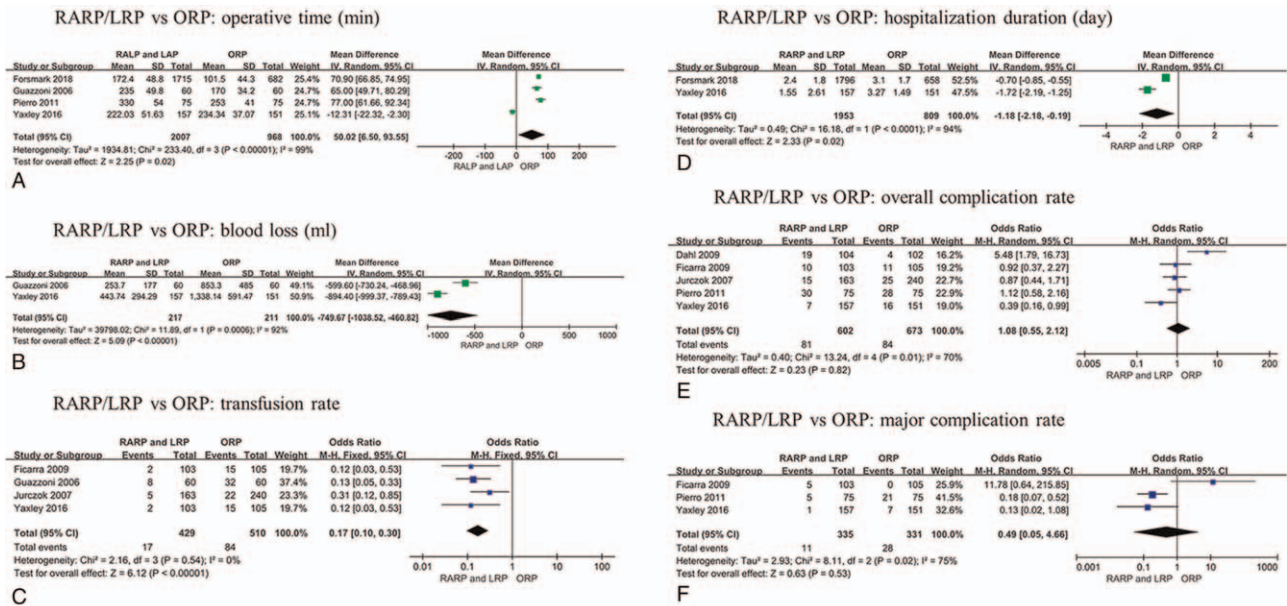 RARP/LRP vs ORP: operative time (min)
RALP and LAP ORP Mean Difference Mean Difference
Study or Subgroup Mean SD Total Mean SD Total Weight IV. Random. 95% CI IV. Random. 95% CI
Forsmark 2018 172.4 48.8 1715 101.5 44.3 682 25.4% 70.90 [66.85, 74.95]
Guazzoni 2006 235 49.8 60 170 34.2 60 24.7% 65.00 [49.71, 80.29]
Pierro 2011 330 54 75 253 41 75 24.7% 77.00 [61.66, 92.34]
Yaxley 2016 222.03 51.63 157 234.34 37.07 151 25.1% -12.31 [-22.32, -2.30]
Total (95% CI) 2007 968 100.0% 50.02 [6.50, 93.55]
Heterogeneity: Tau² = 1934.81; Chi² = 233.40, df = 3 (P < 0.00001); I² = 99%
Test for overall effect: Z = 2.25 (P = 0.02)
-200 -100 0 100 200
RALP and LAP ORP
A
RARP/LRP vs ORP: blood loss (ml)
RARP and LRP ORP Mean Difference Mean Difference
Study or Subgroup Mean SD Total Mean SD Total Weight IV. Random. 95% CI IV. Random. 95% CI
Guazzoni 2006 253.7 177 60 853.3 485 60 49.1% -599.60 [-730.24, -468.96]
Yaxley 2016 443.74 294.29 157 1,338.14 591.47 151 50.9% -894.40 [-999.37, -789.43]
Total (95% CI) 217 211 100.0% -749.67 [-1038.52, -460.82]
Heterogeneity: Tau² = 39798.02; Chi² = 11.89, df = 1 (P = 0.0006); I² = 92%
Test for overall effect: Z = 5.09 (P < 0.00001)
-1000 -500 0 500 1000
RARP and LRP ORP
B
RARP/LRP vs ORP: transfusion rate
RARP and LRP ORP Odds Ratio Odds Ratio
Study or Subgroup Events Total Events Total Weight M-H. Fixed. 95% CI M-H. Fixed. 95% CI
Ficarra 2009 2 103 15 105 19.7% 0.12 [0.03, 0.53]
Guazzoni 2006 8 60 32 60 37.4% 0.13 [0.05, 0.33]
Jurczok 2007 5 163 22 240 23.3% 0.31 [0.12, 0.85]
Yaxley 2016 2 103 15 105 19.7% 0.12 [0.03, 0.53]
Total (95% CI) 429 510 100.0% 0.17 [0.10, 0.30]
Total events 17 84
Heterogeneity: Chi² = 2.16, df = 3 (P = 0.54); I² = 0%
Test for overall effect: Z = 6.12 (P < 0.00001)
0.01 0.1 1 10 100
RARP and LRP ORP
C
RARP/LRP vs ORP: hospitalization duration (day)
RARP and LRP ORP Mean Difference Mean Difference
Study or Subgroup Mean SD Total Mean SD Total Weight IV. Random. 95% CI IV. Random. 95% CI
Forsmark 2018 2.4 1.8 1796 3.1 1.7 658 52.5% -0.70 [-0.85, -0.55]
Yaxley 2016 1.55 2.61 157 3.27 1.49 151 47.5% -1.72 [-2.19, -1.25]
Total (95% CI) 1953 809 100.0% -1.18 [-2.18, -0.19]
Heterogeneity: Tau² = 0.49; Chi² = 16.18, df = 1 (P < 0.0001); I² = 94%
Test for overall effect: Z = 2.33 (P = 0.02)
-4 -2 0 2 4
RARP and LRP ORP
D
RARP/LRP vs ORP: overall complication rate
RARP and LRP ORP Odds Ratio Odds Ratio
Study or Subgroup Events Total Events Total Weight M-H. Random. 95% CI M-H. Random. 95% CI
Dahl 2009 19 104 4 102 16.2% 5.48 [1.79, 16.73]
Ficarra 2009 10 103 11 105 19.2% 0.92 [0.37, 2.27]
Jurczok 2007 15 163 25 240 22.7% 0.87 [0.44, 1.71]
Pierro 2011 30 75 28 75 22.9% 1.12 [0.58, 2.16]
Yaxley 2016 7 157 16 151 19.0% 0.39 [0.16, 0.99]
Total (95% CI) 602 673 100.0% 1.08 [0.55, 2.12]
Total events 81 84
Heterogeneity: Tau² = 0.40; Chi² = 13.24, df = 4 (P = 0.01); I² = 70%
Test for overall effect: Z = 0.23 (P = 0.82)
0.005 0.1 1 10 200
RARP and LRP ORP
E
RARP/LRP vs ORP: major complication rate
RARP and LRP ORP Odds Ratio Odds Ratio
Study or Subgroup Events Total Events Total Weight M-H. Random. 95% CI M-H. Random. 95% CI
Ficarra 2009 5 103 0 105 25.9% 11.78 [0.64, 215.85]
Pierro 2011 5 75 21 75 41.5% 0.18 [0.07, 0.52]
Yaxley 2016 1 157 7 151 32.6% 0.13 [0.02, 1.08]
Total (95% CI) 335 331 100.0% 0.49 [0.05, 4.66]
Total events 11 28
Heterogeneity: Tau² = 2.93; Chi² = 8.11, df = 2 (P = 0.02); I² = 75%
Test for overall effect: Z = 0.63 (P = 0.53)
0.001 0.1 1 10 1000
RARP and LRP ORP
F